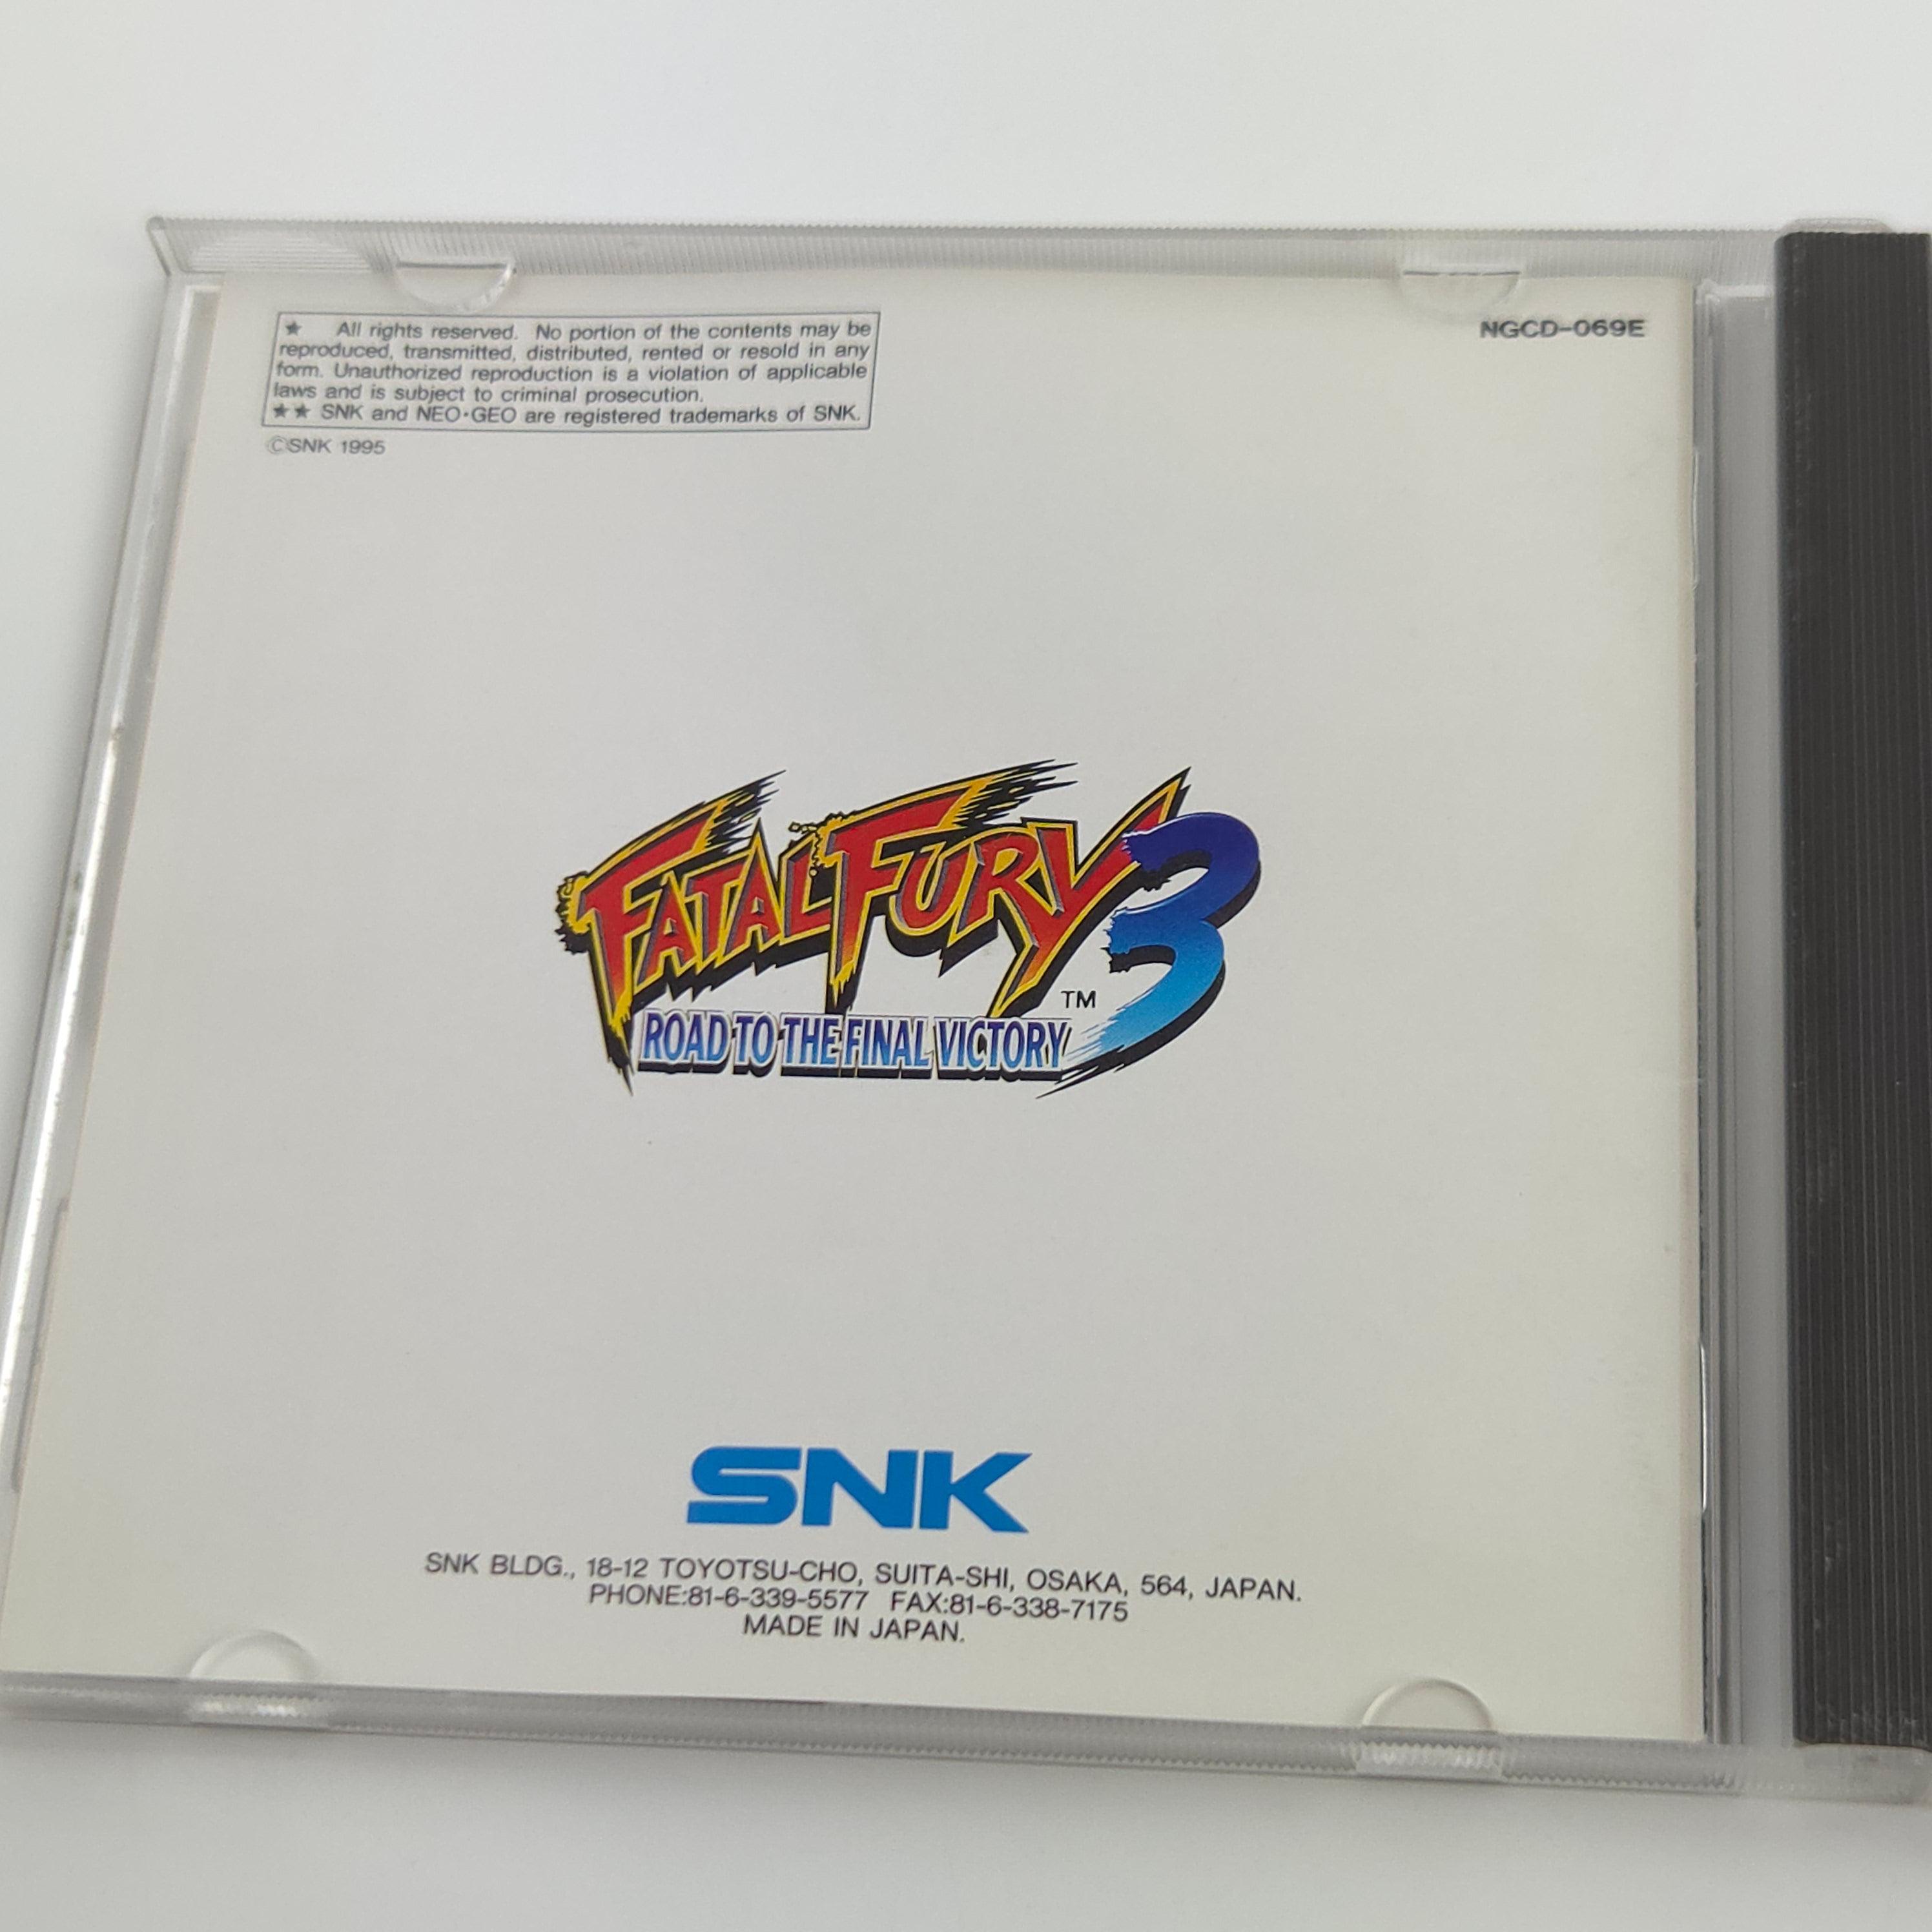 ★ All rights reserved. No portion of the contents may be
reproduced, transmitted, distributed, rented or resold in any
form. Unauthorized reproduction is a violation of applicable
laws and is subject to criminal prosecution.
★★ SNK and NEO•GEO are registered trademarks of SNK.
©SNK 1995
NGCD-069E
FATAL FURY 3
TM
ROAD TO THE FINAL VICTORY
SNK
SNK BLDG., 18-12 TOYOTSU-CHO, SUITA-SHI, OSAKA, 564, JAPAN.
PHONE:81-6-339-5577 FAX:81-6-338-7175
MADE IN JAPAN.